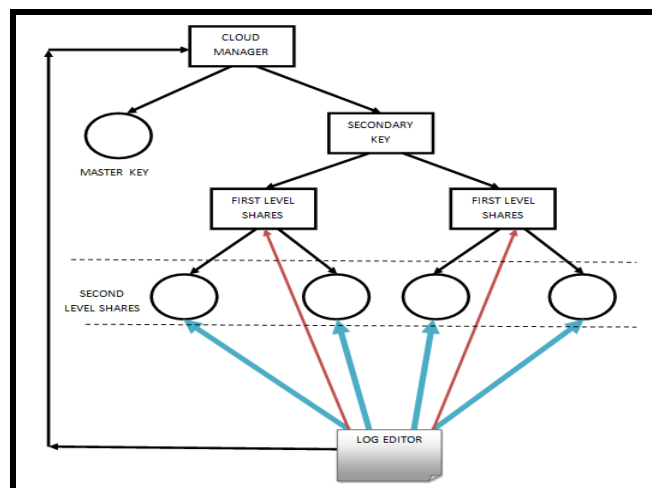 CLOUD
MANAGER
SECONDARY
KEY
MASTER KEY
FIRST LEVEL
SHARES
FIRST LEVEL
SHARES
SECOND
LEVEL SHARES
LOG EDITOR